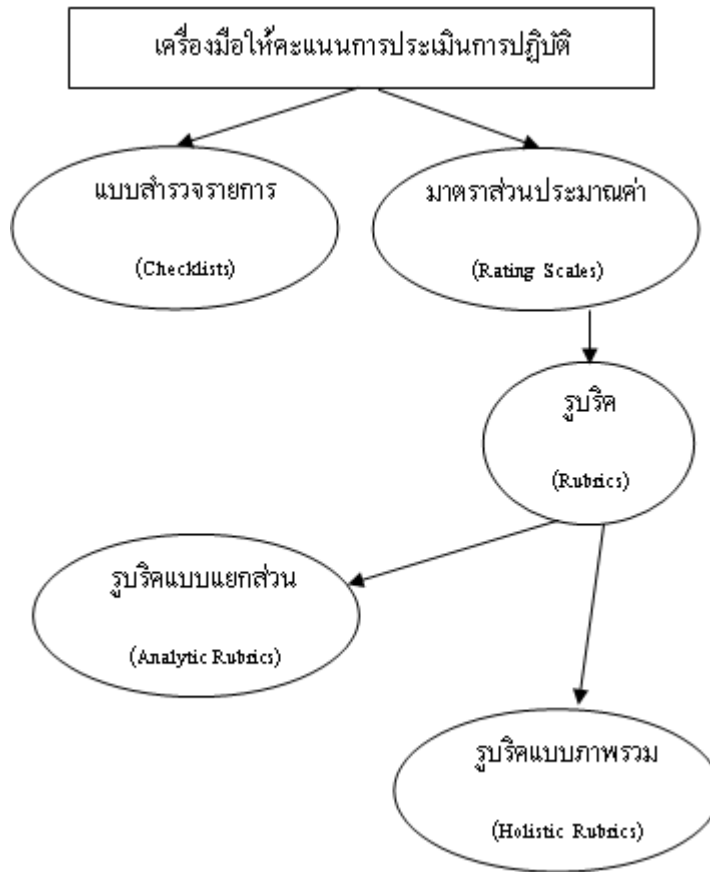 เครื่องมือให้คะแนนการประเมินการปฏิบัติ
แบบสำรวจรายการ
(Checklists)
มาตราส่วนประมาณค่า
(Rating Scales)
รูบริค
(Rubrics)
รูบริคแบบแยกส่วน
(Analytic Rubrics)
รูบริคแบบภาพรวม
(Holistic Rubrics)